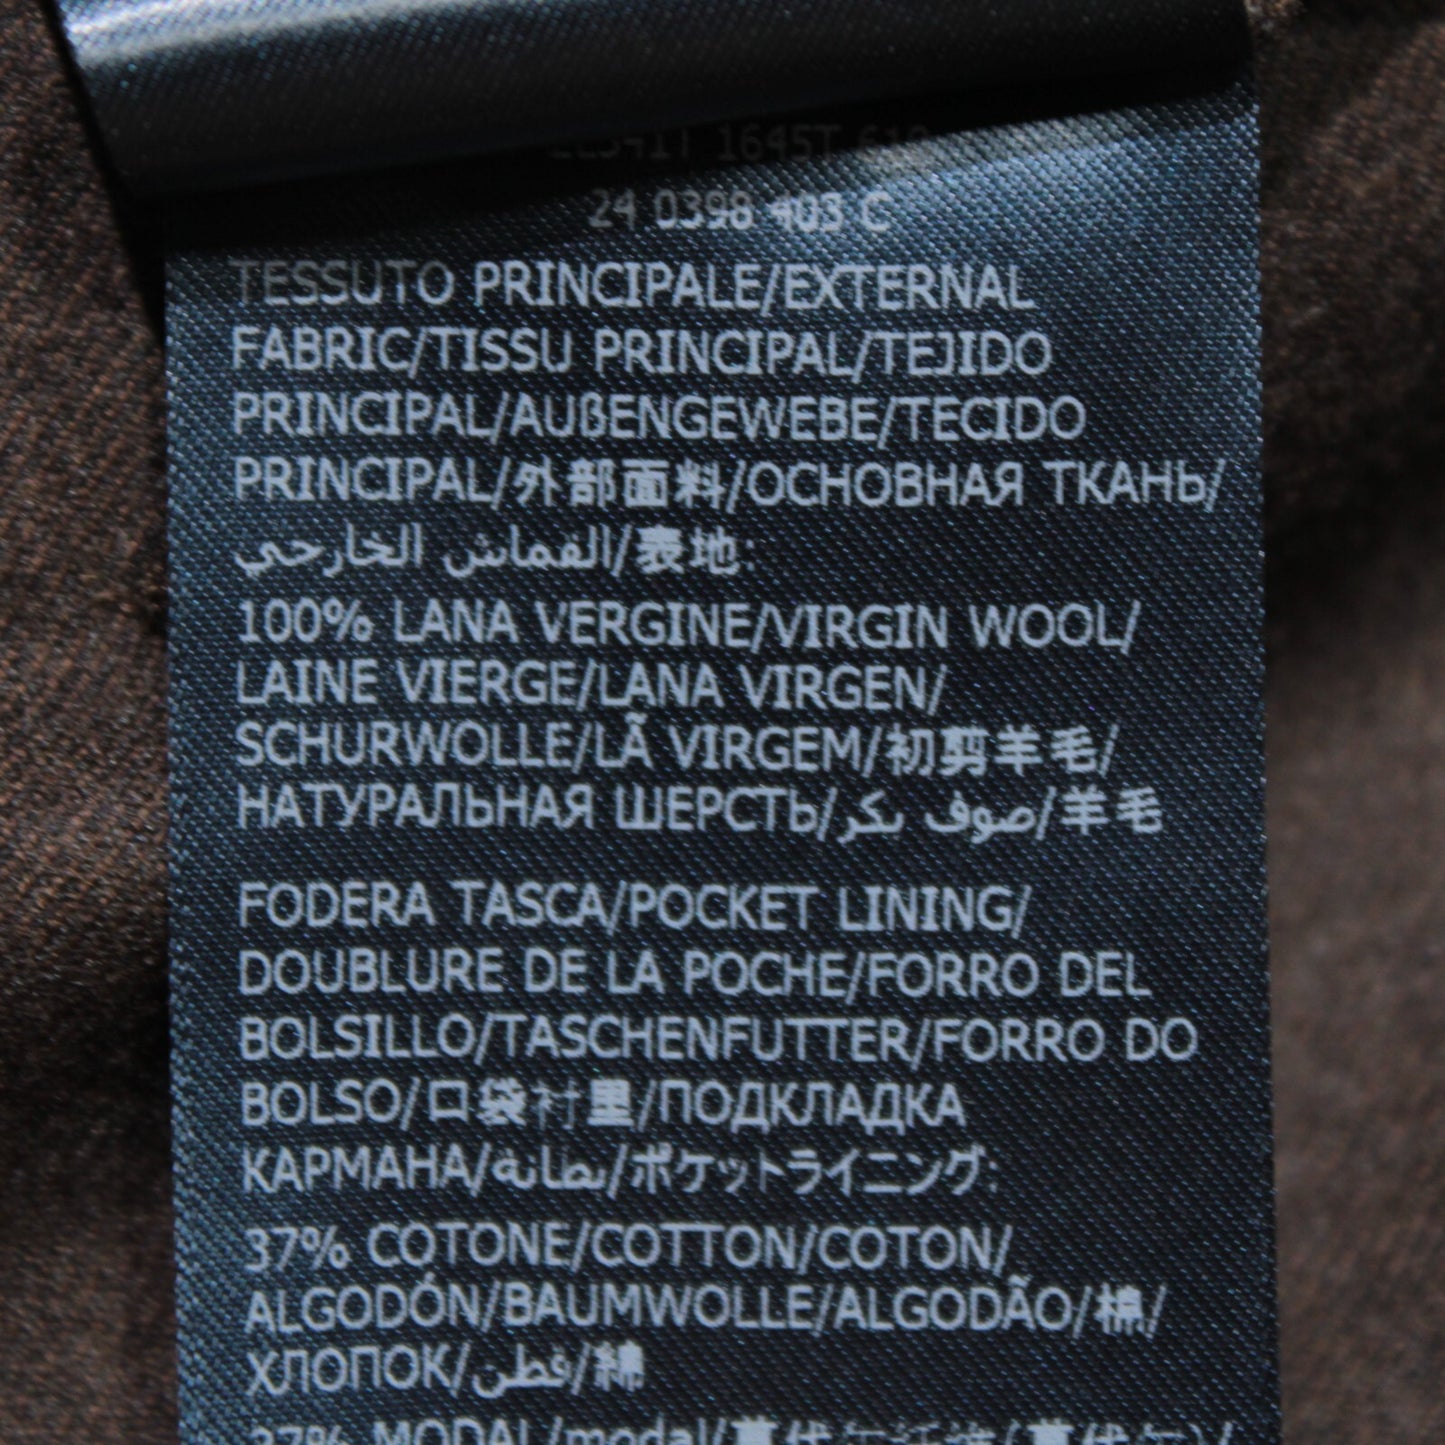 1645T
24 0398 403 C
TESSUTO PRINCIPALE/EXTERNAL
FABRIC/TISSU PRINCIPAL/TEJIDO
PRINCIPAL/AUßENGEWEBE/TECIDO
PRINCIPAL/外部面料/ОСНОВНАЯ ТКАНЬ/
القماش الخارجي/表地:
100% LANA VERGINE/VIRGIN WOOL/
LAINE VIERGE/LANA VIRGEN/
SCHURWOLLE/LÃ VIRGEM/初剪羊毛/
НАТУРАЛЬНАЯ ШЕРСТЬ/صوف بكر/羊毛
FODERA TASCA/POCKET LINING/
DOUBLURE DE LA POCHE/FORRO DEL
BOLSILLO/TASCHENFUTTER/FORRO DO
BOLSO/口袋衬里/ПОДКЛАДКА
КАРМАНА/بطانة/ポケットライニング:
37% COTONE/COTTON/COTON/
ALGODÓN/BAUMWOLLE/ALGODÃO/棉/
ХЛОПОК/قطن/綿
37% MODAL/modal/